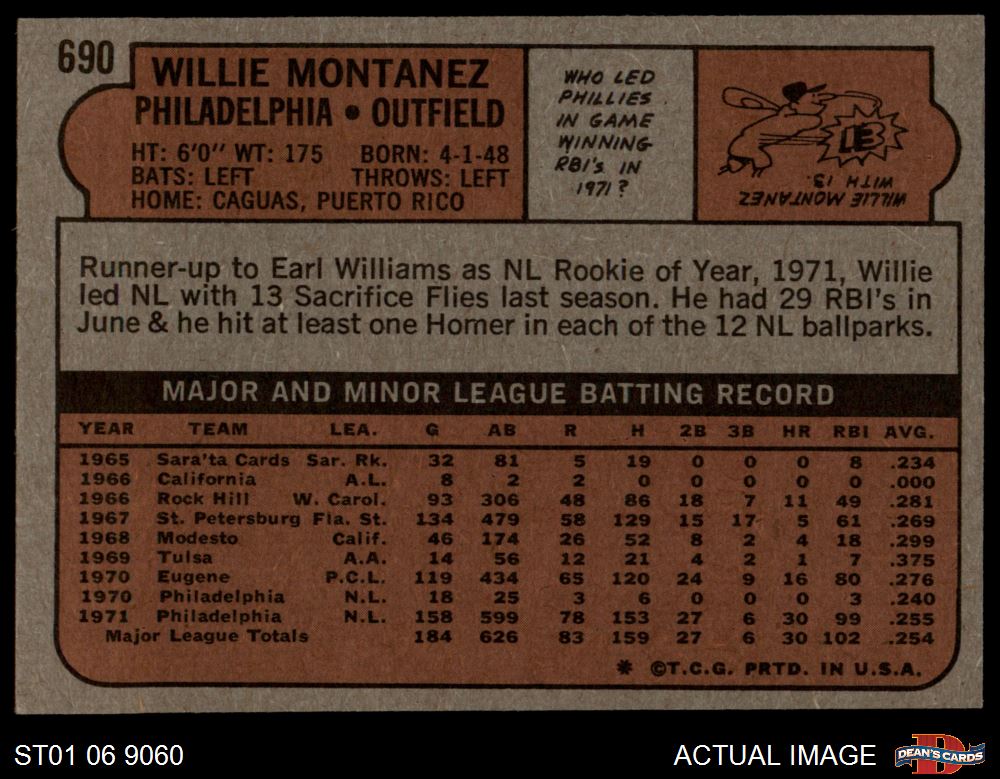 690
WILLIE MONTANEZ
PHILADELPHIA • OUTFIELD
HT: 6'0" WT: 175 BORN: 4-1-48
BATS: LEFT THROWS: LEFT
HOME: CAGUAS, PUERTO RICO
WHO LED
PHILLIES
IN GAME
WINNING
RBI'S IN
1971?
WILLIE MONTANEZ
WITH 13.
Runner-up to Earl Williams as NL Rookie of Year, 1971, Willie
led NL with 13 Sacrifice Flies last season. He had 29 RBI's in
June & he hit at least one Homer in each of the 12 NL ballparks.
MAJOR AND MINOR LEAGUE BATTING RECORD
YEAR TEAM LEA. G AB R H 2B 3B HR RBI AVG.
1965 Sara'ta Cards Sar. Rk. 32 81 5 19 0 0 0 8 .234
1966 California A.L. 8 2 2 0 0 0 0 0 .000
1966 Rock Hill W. Carol. 93 306 48 86 18 7 11 49 .281
1967 St. Petersburg Fla. St. 134 479 58 129 15 17 5 61 .269
1968 Modesto Calif. 46 174 26 52 8 2 4 18 .299
1969 Tulsa A.A. 14 56 12 21 4 2 1 7 .375
1970 Eugene P.C.L. 119 434 65 120 24 9 16 80 .276
1970 Philadelphia N.L. 18 25 3 6 0 0 0 3 .240
1971 Philadelphia N.L. 158 599 78 153 27 6 30 99 .255
Major League Totals 184 626 83 159 27 6 30 102 .254
* ©T.C.G. PRTD. IN U.S.A.
ST01 06 9060
ACTUAL IMAGE
DEAN'S CARDS